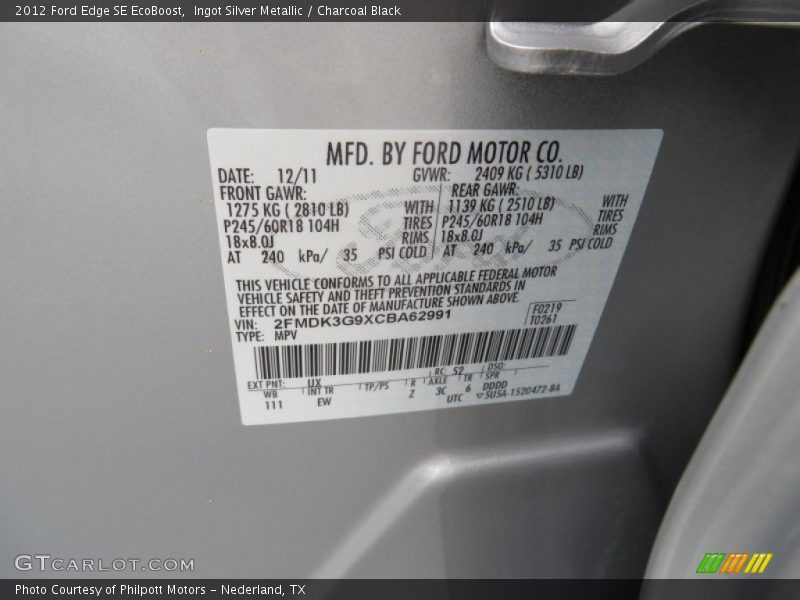 2012 Ford Edge SE EcoBoost,  Ingot Silver Metallic / Charcoal Black
MFD. BY FORD MOTOR CO.
DATE: 12/11 GVWR: 2409 KG ( 5310 LB)
FRONT GAWR: REAR GAWR:
1275 KG ( 2810 LB) WITH 1139 KG ( 2510 LB) WITH
P245/60R18 104H TIRES P245/60R18 104H TIRES
18x8.0J RIMS 18x8.0J RIMS
AT 240 kPa/ 35 PSI COLD AT 240 kPa/ 35 PSI COLD
THIS VEHICLE CONFORMS TO ALL APPLICABLE FEDERAL MOTOR
VEHICLE SAFETY AND THEFT PREVENTION STANDARDS IN
EFFECT ON THE DATE OF MANUFACTURE SHOWN ABOVE.
VIN: 2FMDK3G9XCBA62991 F0219
TYPE: MPV T0261
EXT PNT: UX RC: 52 DSO:
WB INT TR TP/PS R AXLE TR SPR
111 EW Z 3C 6 DDDD
UTC 5U5A-1520472-BA
GTCARLOT.COM
Photo Courtesy of Philpott Motors - Nederland, TX